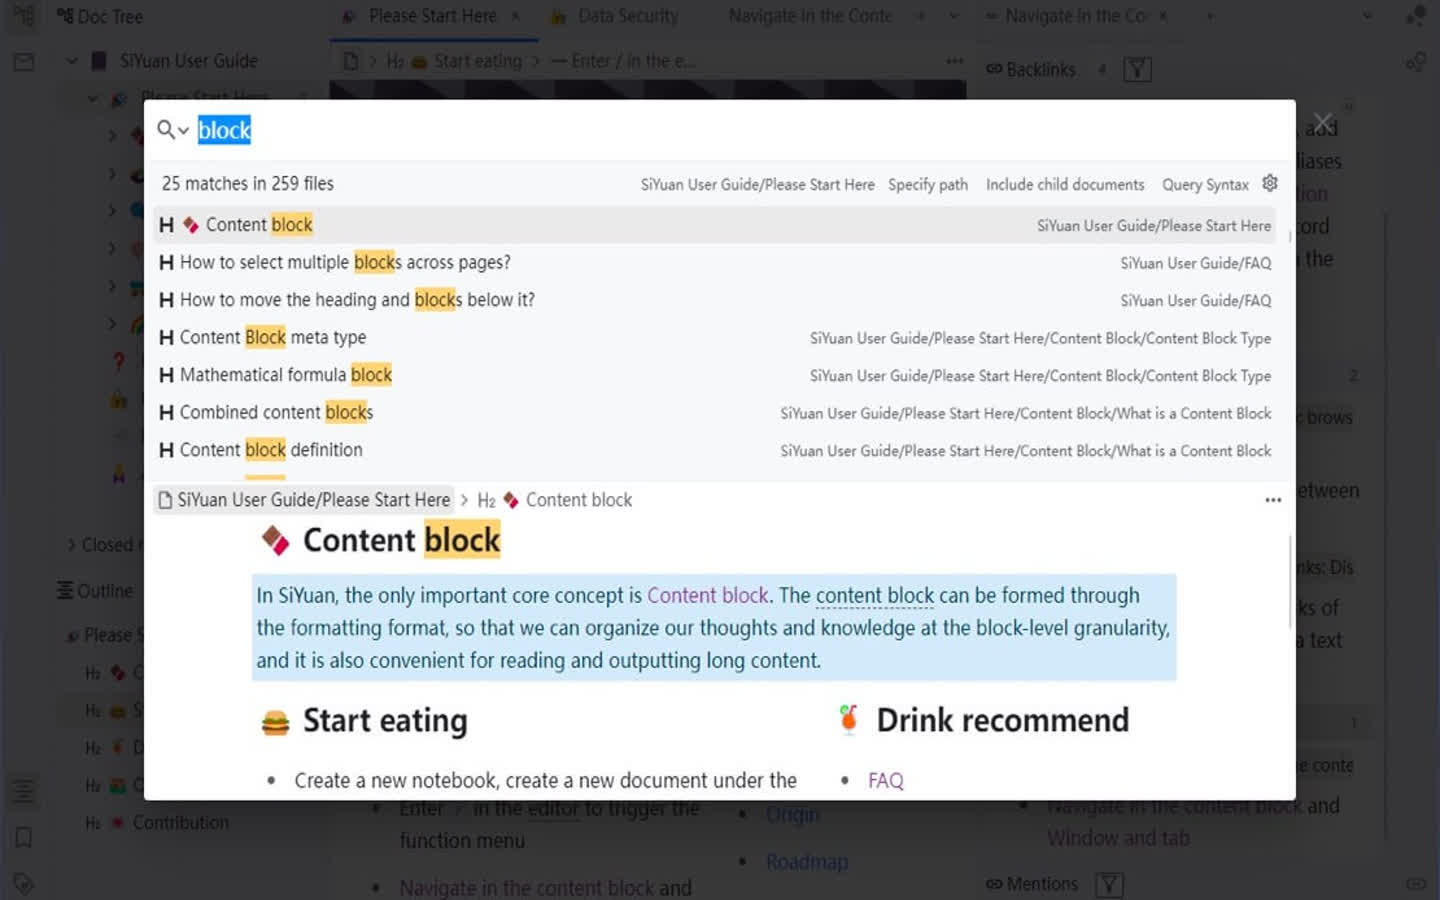 Doc Tree
Please Start Here
Data Security
Navigate in the Conte
Navigate in the Co
SiYuan User Guide
H2 Start eating
Enter / in the e...
Backlinks 4
Please Start Here
block
25 matches in 259 files
SiYuan User Guide/Please Start Here Specify path Include child documents Query Syntax
H Content block
SiYuan User Guide/Please Start Here
H How to select multiple blocks across pages?
SiYuan User Guide/FAQ
H How to move the heading and blocks below it?
SiYuan User Guide/FAQ
H Content Block meta type
SiYuan User Guide/Please Start Here/Content Block/Content Block Type
H Mathematical formula block
SiYuan User Guide/Please Start Here/Content Block/Content Block Type
H Combined content blocks
SiYuan User Guide/Please Start Here/Content Block/What is a Content Block
H Content block definition
SiYuan User Guide/Please Start Here/Content Block/What is a Content Block
SiYuan User Guide/Please Start Here > H2 Content block
Content block
In SiYuan, the only important core concept is Content block. The content block can be formed through
the formatting format, so that we can organize our thoughts and knowledge at the block-level granularity,
and it is also convenient for reading and outputting long content.
Start eating
Drink recommend
Create a new notebook, create a new document under the
FAQ
add
liases
tion
cord
the
2
brows
etween
Closed
Outline
nks: Dis
Please S
ks of
a text
H2 C
H2 S
1
H2 D
e conte
H2 C
Enter / in the editor to trigger the
function menu
Origin
Navigate in the content block and
Window and tab
H2 Contribution
Roadmap
Navigate in the content block and
Mentions